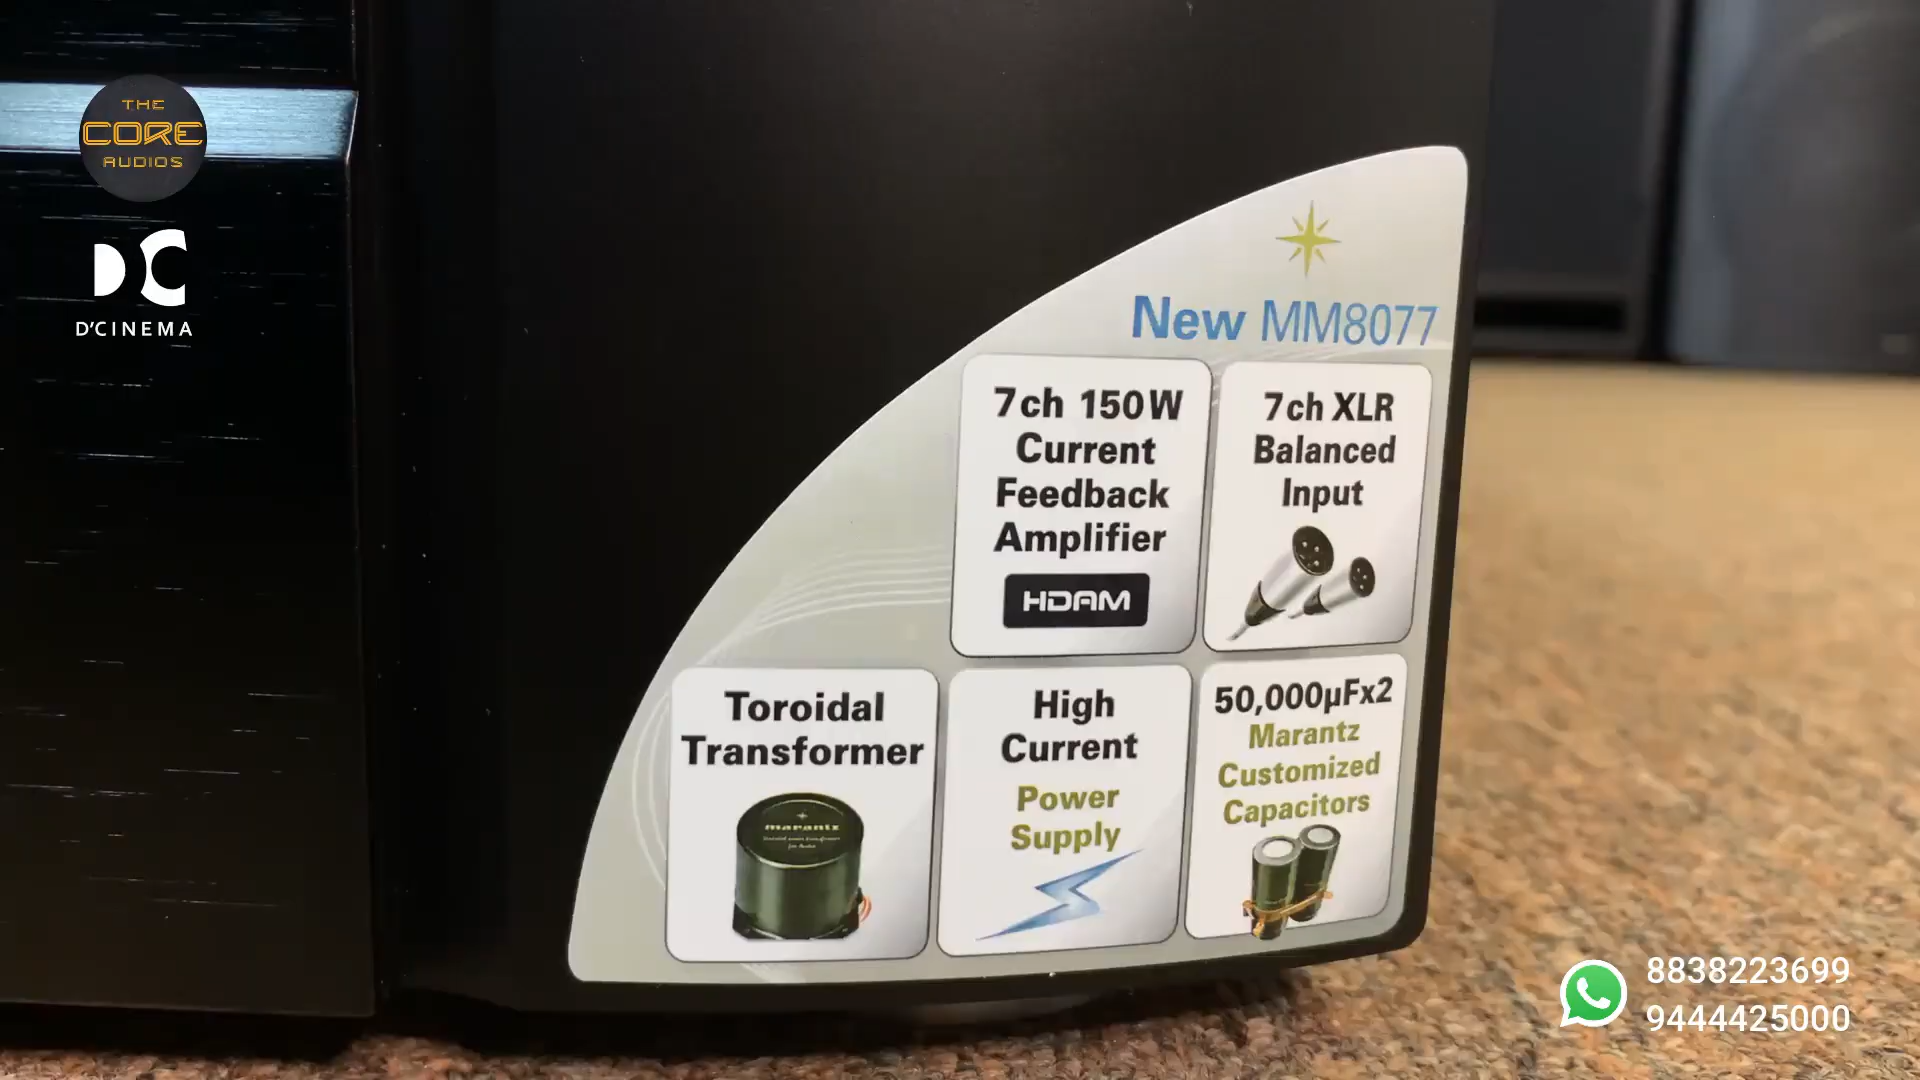 THE
CORE
AUDIOS
DC
D'CINEMA
New MM8077
7ch 150W
Current
Feedback
Amplifier
HDAM
7ch XLR
Balanced
Input
Toroidal
Transformer
marantz
High
Current
Power
Supply
50,000µFx2
Marantz
Customized
Capacitors
8838223699
9444425000